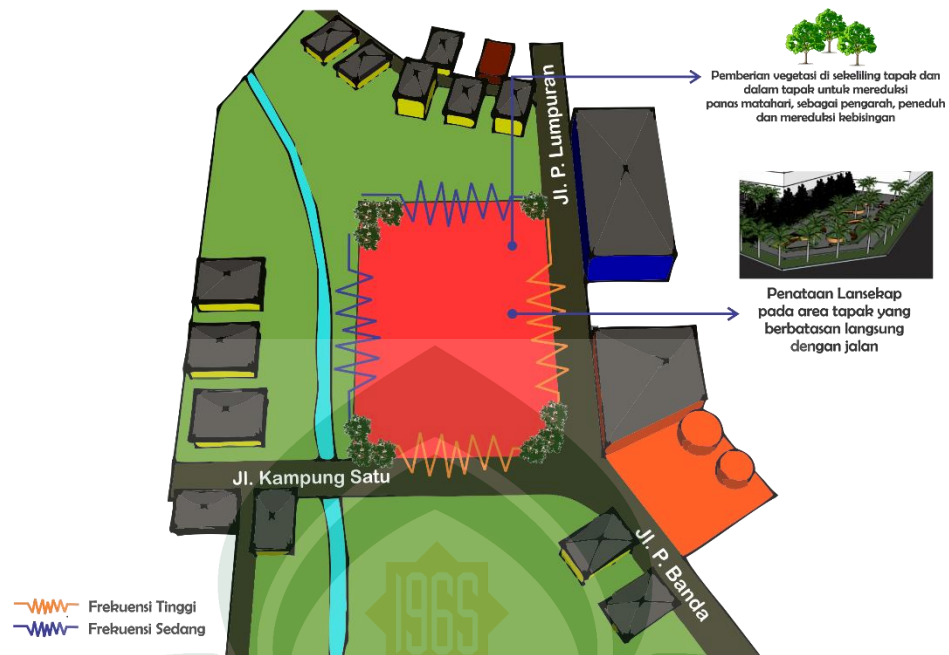 Pemberian vegetasi di sekeliling tapak dan
dalam tapak untuk mereduksi
panas matahari, sebagai pengarah, peneduh
dan mereduksi kebisingan
Jl. P. Lumpuran
Penataan Lansekap
pada area tapak yang
berbatasan langsung
dengan jalan
Jl. Kampung Satu
Jl. P. Banda
Frekuensi Tinggi
Frekuensi Sedang
1965